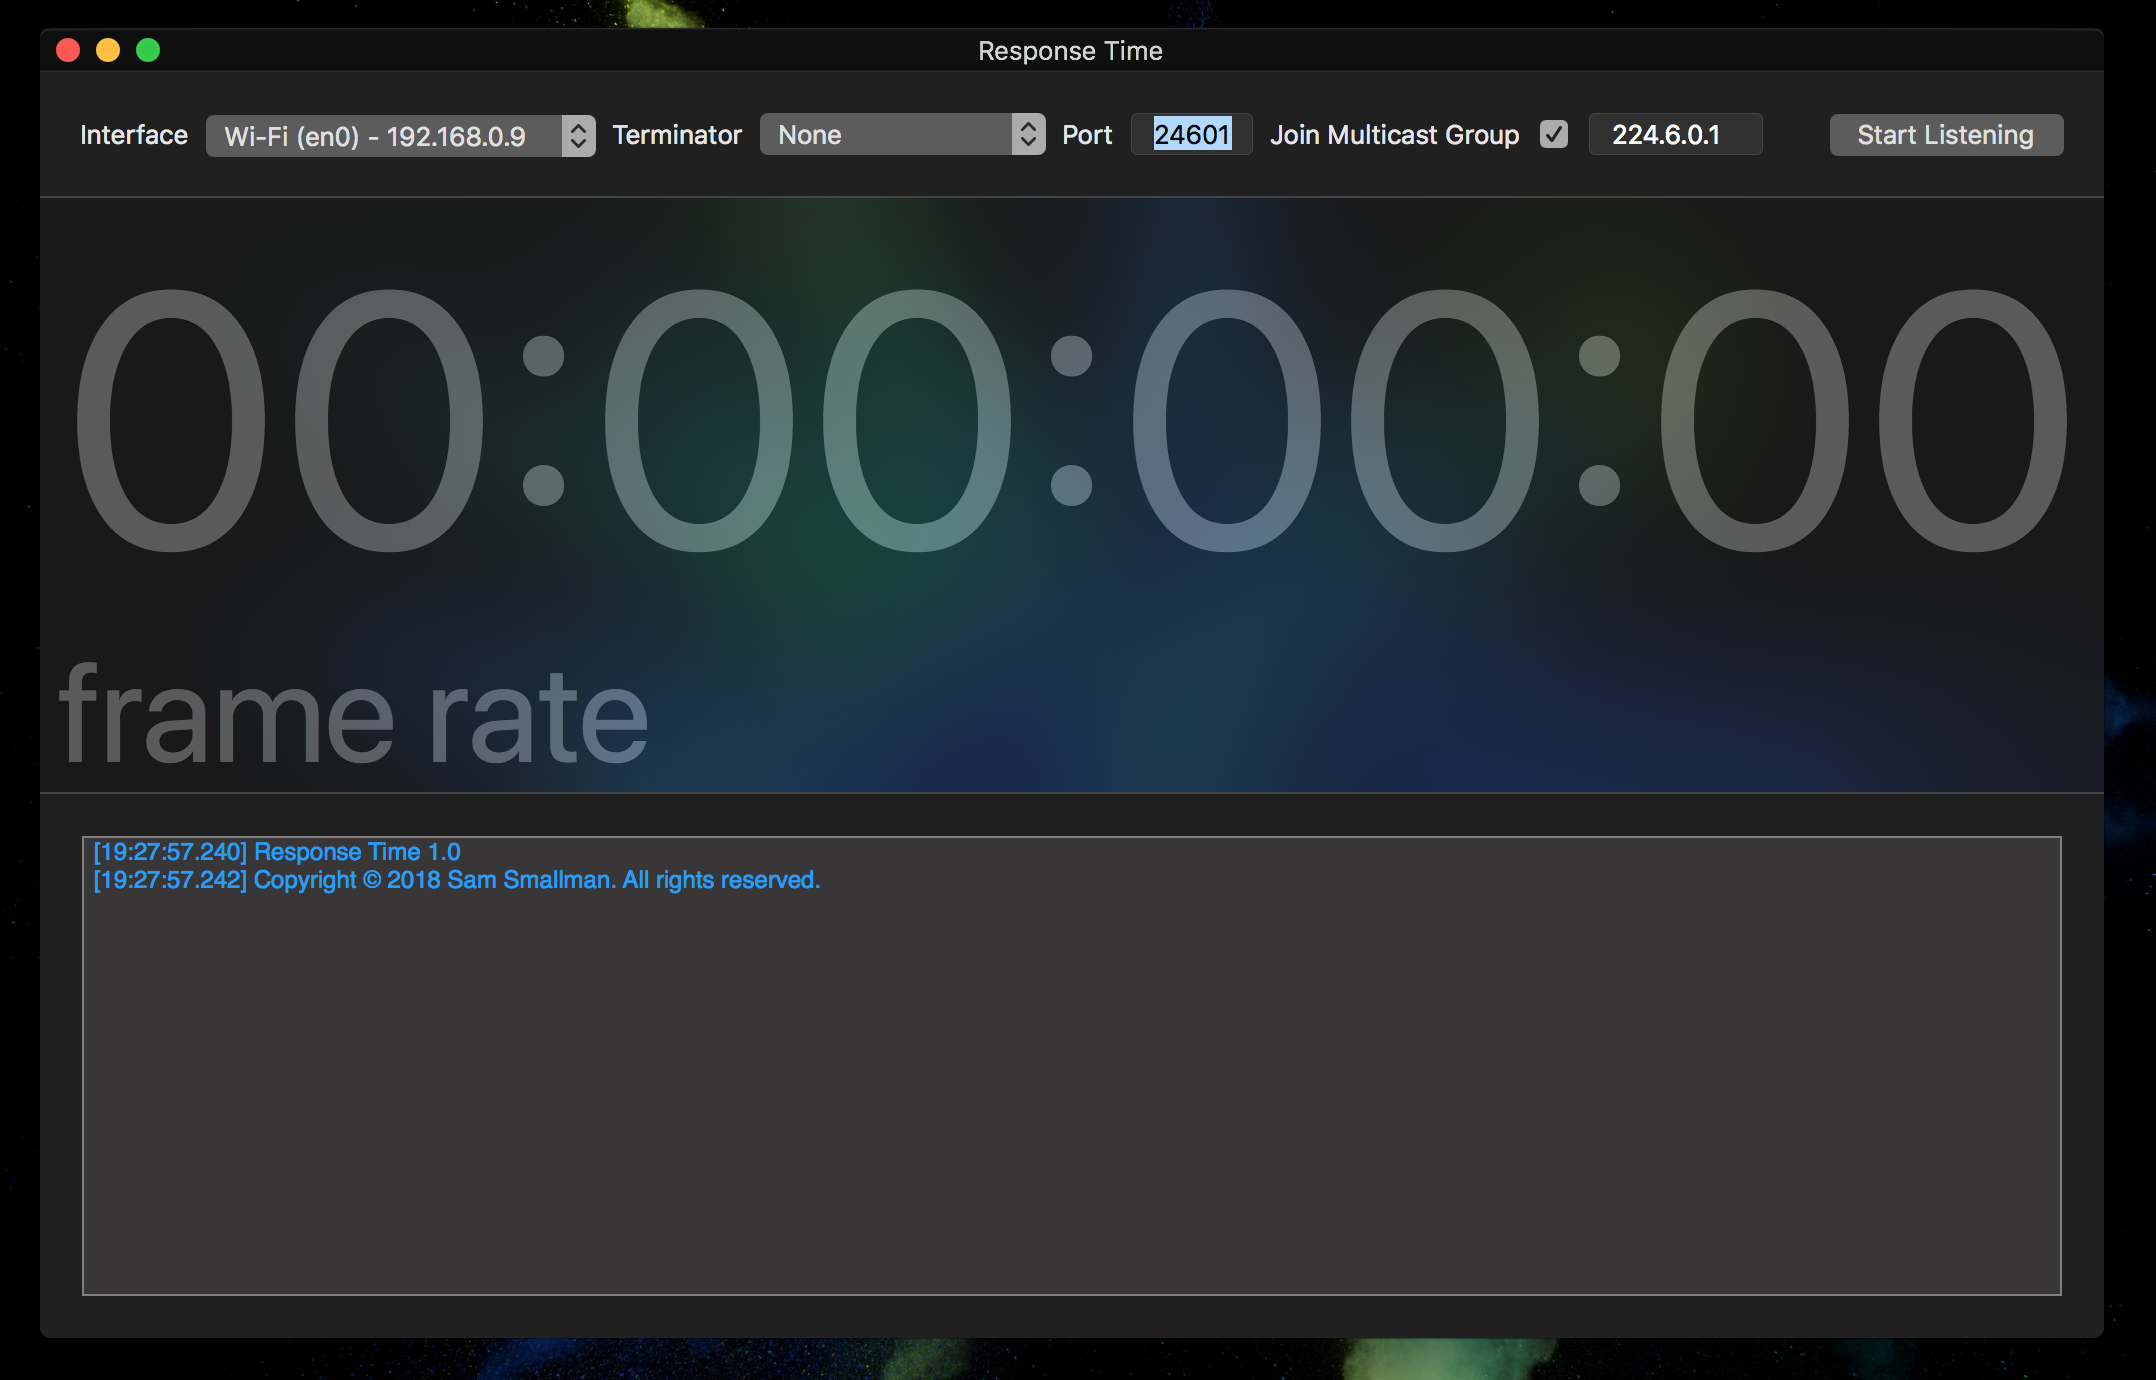 Response Time
Interface Wi-Fi (en0) - 192.168.0.9 Terminator None Port 24601 Join Multicast Group 224.6.0.1 Start Listening
00:00:00:00
frame rate
[19:27:57.240] Response Time 1.0
[19:27:57.242] Copyright © 2018 Sam Smallman. All rights reserved.